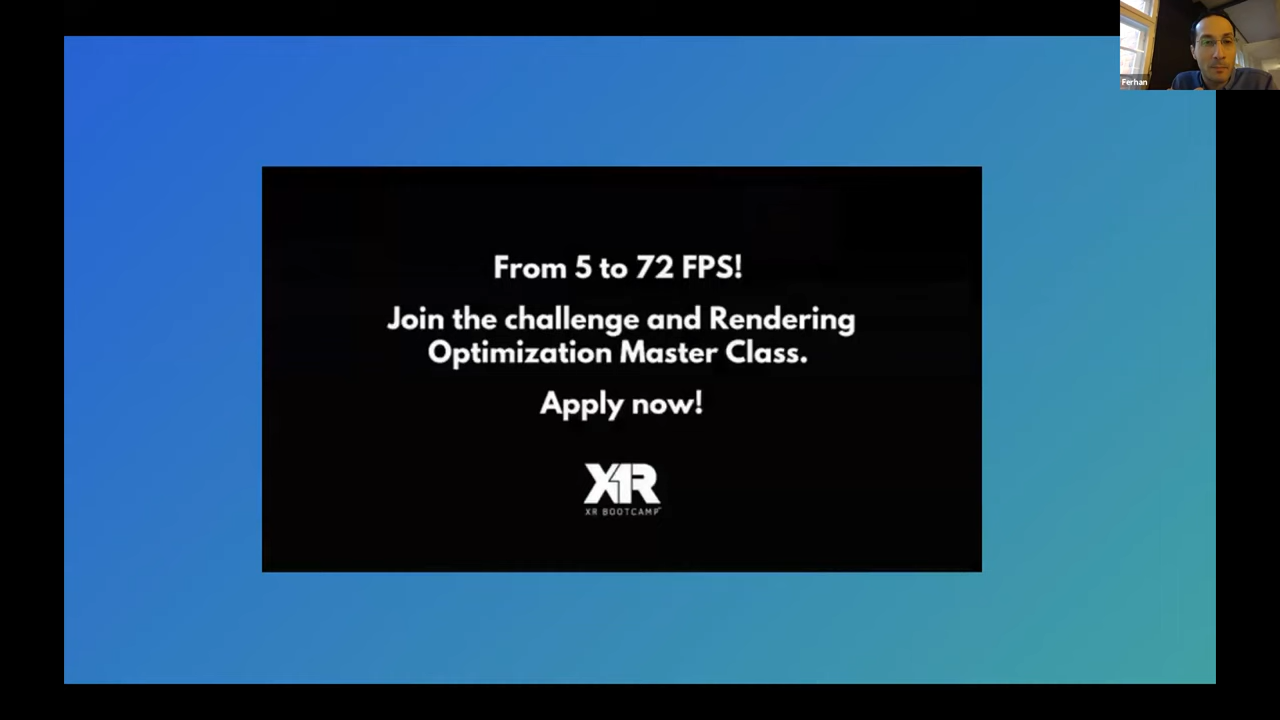 Ferhan
From 5 to 72 FPS!
Join the challenge and Rendering
Optimization Master Class.
Apply now!
XR
XR BOOTCAMP